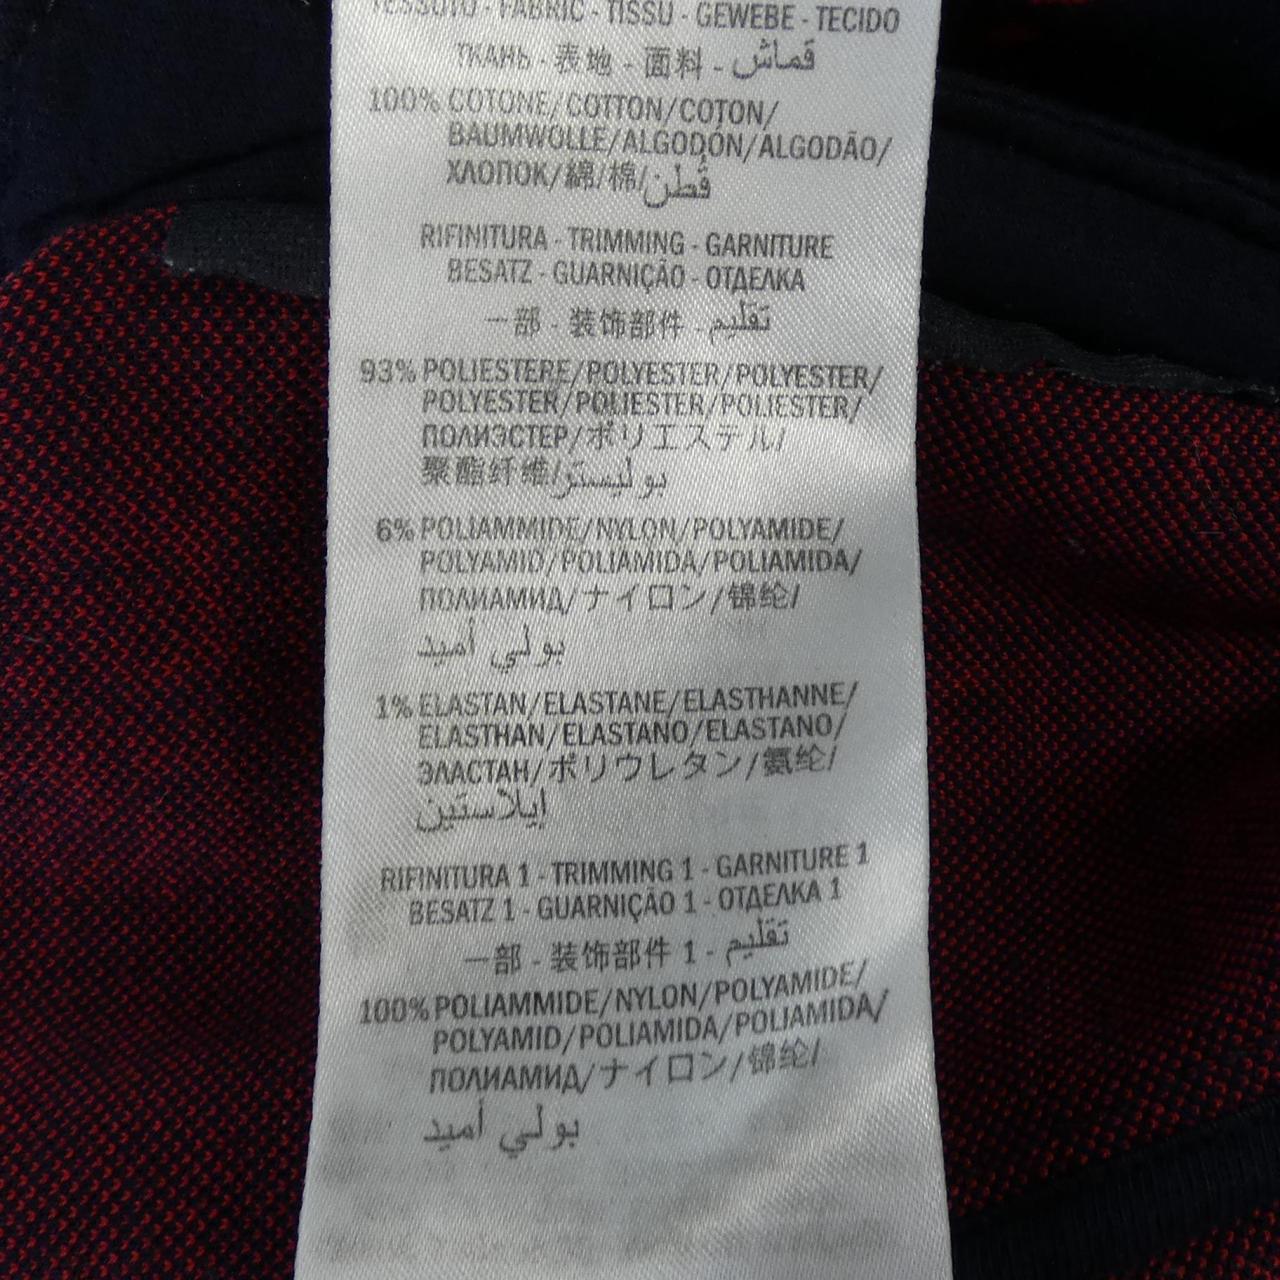 TESSUTO - FABRIC - TISSU - GEWEBE - TECIDO
ТКАНЬ - 表地 - 面料 - قماش
100% COTONE/COTTON/COTON/
BAUMWOLLE/ALGODÓN/ALGODÃO/
ХЛОПОК/綿/棉/قُطن
RIFINITURA - TRIMMING - GARNITURE
BESATZ - GUARNIÇÃO - ОТДЕЛКА
一部 - 装饰部件 - تقليم
93% POLIESTERE/POLYESTER/POLYESTER/
POLYESTER/POLIESTER/POLIESTER/
ПОЛИЭСТЕР/ポリエステル/
聚酯纤维/بوليستر
6% POLIAMMIDE/NYLON/POLYAMIDE/
POLYAMID/POLIAMIDA/POLIAMIDA/
ПОЛИАМИД/ナイロン/锦纶/
بولي أميد
1% ELASTAN/ELASTANE/ELASTHANNE/
ELASTHAN/ELASTANO/ELASTANO/
ЭЛАСТАН/ポリウレタン/氨纶/
إيلاستين
RIFINITURA 1 - TRIMMING 1 - GARNITURE 1
BESATZ 1 - GUARNIÇÃO 1 - ОТДЕЛКА 1
一部 - 装饰部件 1 - تقليم
100% POLIAMMIDE/NYLON/POLYAMIDE/
POLYAMID/POLIAMIDA/POLIAMIDA/
ПОЛИАМИД/ナイロン/锦纶/
بولي أميد